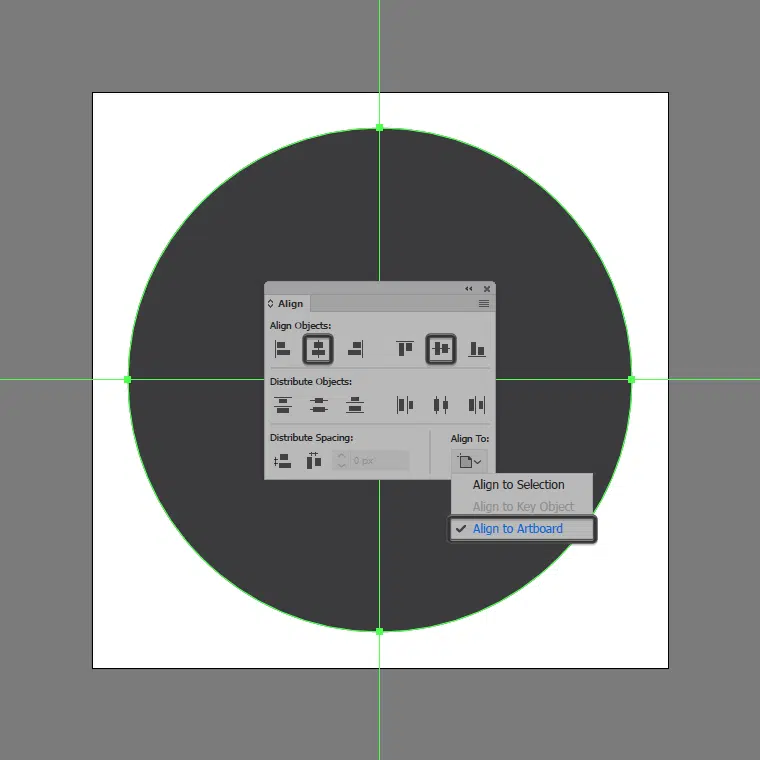 Align
Align Objects:
Distribute Objects:
Distribute Spacing:
Align To:
0 px
Align to Selection
Align to Key Object
Align to Artboard